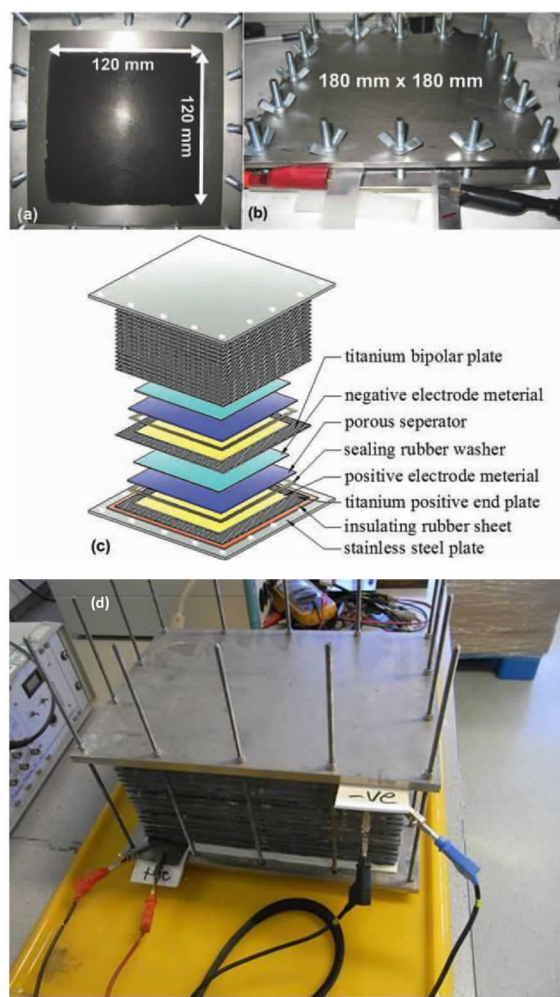 120 mm
120 mm
(a)
180 mm x 180 mm
(b)
titanium bipolar plate
negative electrode meterial
porous seperator
sealing rubber washer
positive electrode meterial
titanium positive end plate
insulating rubber sheet
stainless steel plate
(c)
(d)
-ve
+ve